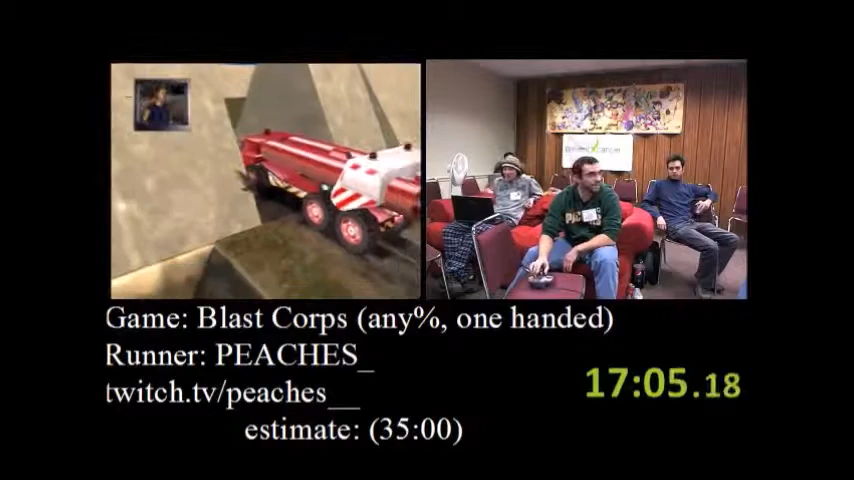 Game: Blast Corps (any%, one handed)
Runner: PEACHES_
twitch.tv/peaches__
17:05.18
estimate: (35:00)